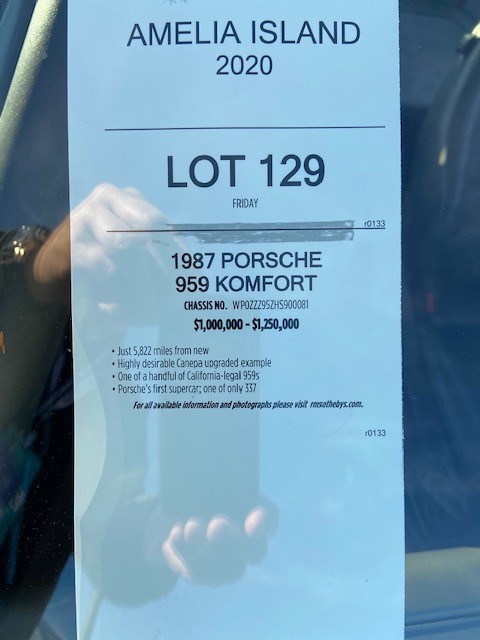 AMELIA ISLAND
2020
LOT 129
FRIDAY
r0133
1987 PORSCHE
959 KOMFORT
CHASSIS NO. WP0ZZZ95ZHS900081
$1,000,000 - $1,250,000
• Just 5,822 miles from new
• Highly desirable Canepa upgraded example
• One of a handful of California-legal 959s
• Porsche's first supercar; one of only 337
For all available information and photographs please visit rmsothebys.com.
r0133